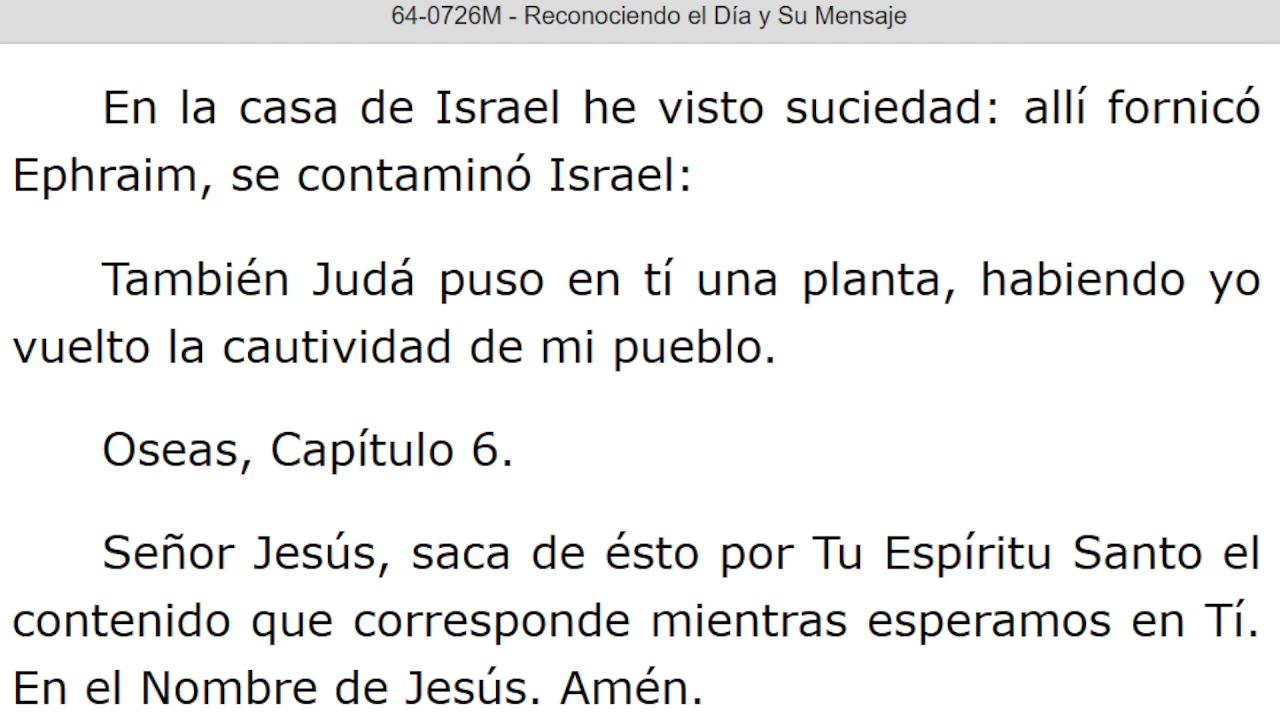 64-0726M - Reconociendo el Día y Su Mensaje
En la casa de Israel he visto suciedad: allí fornicó
Ephraim, se contaminó Israel:
También Judá puso en tí una planta, habiendo yo
vuelto la cautividad de mi pueblo.
Oseas, Capítulo 6.
Señor Jesús, saca de ésto por Tu Espíritu Santo el
contenido que corresponde mientras esperamos en Tí.
En el Nombre de Jesús. Amén.